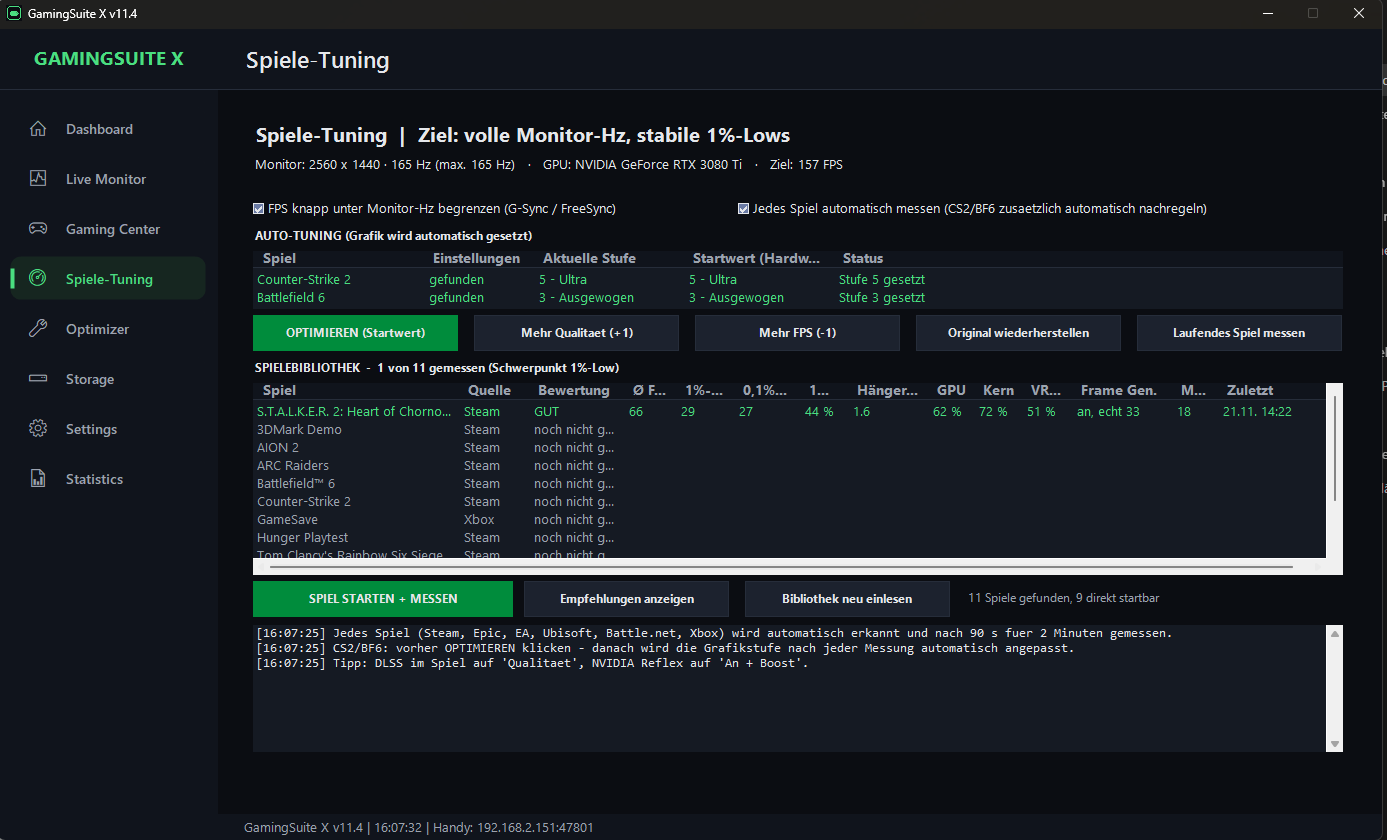 GamingSuite X v11.4
GAMINGSUITE X
Spiele-Tuning
Dashboard
Live Monitor
Gaming Center
Spiele-Tuning
Optimizer
Storage
Settings
Statistics
Spiele-Tuning | Ziel: volle Monitor-Hz, stabile 1%-Lows
Monitor: 2560 x 1440 · 165 Hz (max. 165 Hz) · GPU: NVIDIA GeForce RTX 3080 Ti · Ziel: 157 FPS
FPS knapp unter Monitor-Hz begrenzen (G-Sync / FreeSync) Jedes Spiel automatisch messen (CS2/BF6 zusaetzlich automatisch nachregeln)
AUTO-TUNING (Grafik wird automatisch gesetzt)
Spiel Einstellungen Aktuelle Stufe Startwert (Hardw... Status
Counter-Strike 2 gefunden 5 - Ultra 5 - Ultra Stufe 5 gesetzt
Battlefield 6 gefunden 3 - Ausgewogen 3 - Ausgewogen Stufe 3 gesetzt
OPTIMIEREN (Startwert) Mehr Qualitaet (+1) Mehr FPS (-1) Original wiederherstellen Laufendes Spiel messen
SPIELEBIBLIOTHEK - 1 von 11 gemessen (Schwerpunkt 1%-Low)
Spiel Quelle Bewertung Ø F... 1%-... 0,1%... 1... Hänger... GPU Kern VR... Frame Gen. M... Zuletzt
S.T.A.L.K.E.R. 2: Heart of Chorno... Steam GUT 66 29 27 44 % 1.6 62 % 72 % 51 % an, echt 33 18 21.11. 14:22
3DMark Demo Steam noch nicht g...
AION 2 Steam noch nicht g...
ARC Raiders Steam noch nicht g...
Battlefield™ 6 Steam noch nicht g...
Counter-Strike 2 Steam noch nicht g...
GameSave Xbox noch nicht g...
Hunger Playtest Steam noch nicht g...
Tom Clancy's Rainbow Six Siege Steam noch nicht g...
SPIEL STARTEN + MESSEN Empfehlungen anzeigen Bibliothek neu einlesen 11 Spiele gefunden, 9 direkt startbar
[16:07:25] Jedes Spiel (Steam, Epic, EA, Ubisoft, Battle.net, Xbox) wird automatisch erkannt und nach 90 s fuer 2 Minuten gemessen.
[16:07:25] CS2/BF6: vorher OPTIMIEREN klicken - danach wird die Grafikstufe nach jeder Messung automatisch angepasst.
[16:07:25] Tipp: DLSS im Spiel auf 'Qualitaet', NVIDIA Reflex auf 'An + Boost'.
GamingSuite X v11.4 | 16:07:32 | Handy: 192.168.2.151:47801